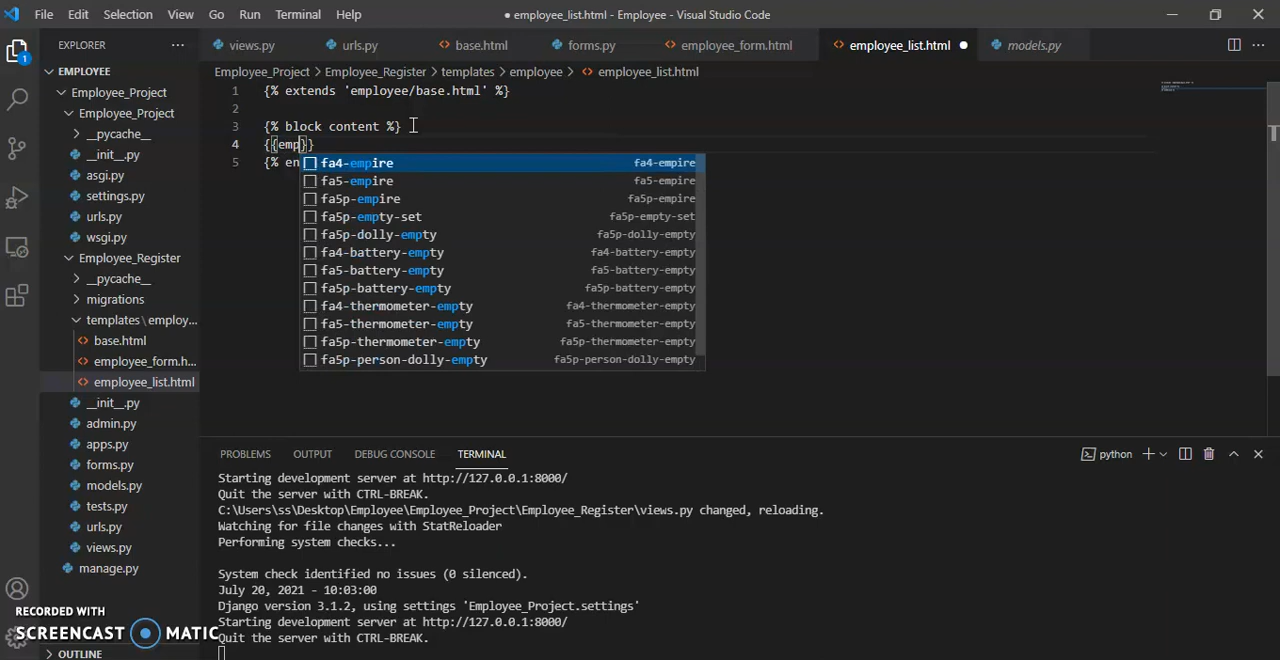 File Edit Selection View Go Run Terminal Help
● employee_list.html - Employee - Visual Studio Code
EXPLORER
views.py urls.py base.html forms.py employee_form.html employee_list.html models.py
1
EMPLOYEE
Employee_Project
Employee_Project
__pycache__
__init__.py
asgi.py
settings.py
urls.py
wsgi.py
Employee_Register
__pycache__
migrations
templates \ employ...
base.html
employee_form.h...
employee_list.html
__init__.py
admin.py
apps.py
forms.py
models.py
tests.py
urls.py
views.py
manage.py
OUTLINE
Employee_Project > Employee_Register > templates > employee > employee_list.html
1 {% extends 'employee/base.html' %}
2
3 {% block content %}
4 {{emp}}
5 {% en
fa4-empire fa4-empire
fa5-empire fa5-empire
fa5p-empire fa5p-empire
fa5p-empty-set fa5p-empty-set
fa5p-dolly-empty fa5p-dolly-empty
fa4-battery-empty fa4-battery-empty
fa5-battery-empty fa5-battery-empty
fa5p-battery-empty fa5p-battery-empty
fa4-thermometer-empty fa4-thermometer-empty
fa5-thermometer-empty fa5-thermometer-empty
fa5p-thermometer-empty fa5p-thermometer-empty
fa5p-person-dolly-empty fa5p-person-dolly-empty
PROBLEMS OUTPUT DEBUG CONSOLE TERMINAL
python
Starting development server at http://127.0.0.1:8000/
Quit the server with CTRL-BREAK.
C:\Users\ss\Desktop\Employee\Employee_Project\Employee_Register\views.py changed, reloading.
Watching for file changes with StatReloader
Performing system checks...
System check identified no issues (0 silenced).
July 20, 2021 - 10:03:00
Django version 3.1.2, using settings 'Employee_Project.settings'
Starting development server at http://127.0.0.1:8000/
Quit the server with CTRL-BREAK.
RECORDED WITH
SCREENCAST MATIC